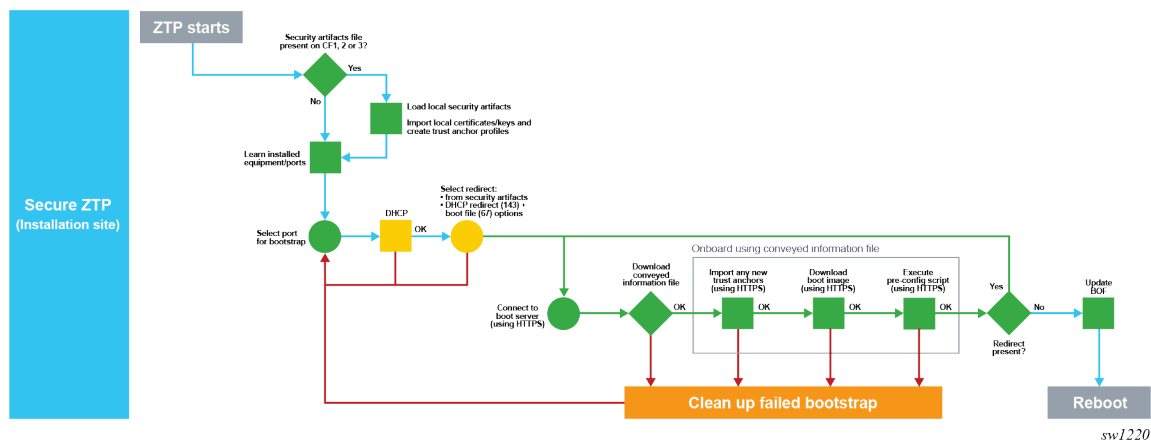 ZTP starts
Secure ZTP
(Installation site)
Security artifacts file
present on CF1, 2 or 3?
Yes
No
Load local security artifacts
Import local certificates/keys and
create trust anchor profiles
Learn installed
equipment/ports
Select port
for bootstrap
DHCP
OK
Select redirect:
• from security artifacts
• DHCP redirect (143) +
boot file (67) options
Onboard using conveyed information file
Connect to
boot server
(using HTTPS)
Download
conveyed
information file
OK
Import any new
trust anchors
(using HTTPS)
OK
Download
boot image
(using HTTPS)
OK
Execute
pre-config script
(using HTTPS)
OK
Yes
No
Redirect
present?
Update
BOF
Clean up failed bootstrap
Reboot
sw1220